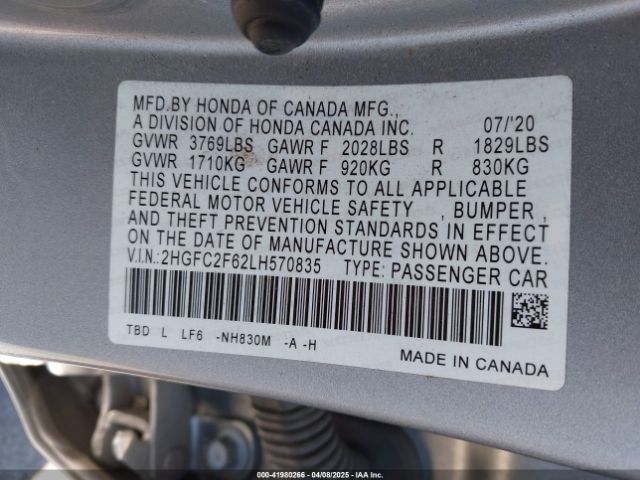 MFD.BY HONDA OF CANADA MFG.,
A DIVISION OF HONDA CANADA INC. 07/'20
GVWR 3769LBS GAWR F 2028LBS R 1829LBS
GVWR 1710KG GAWR F 920KG R 830KG
THIS VEHICLE CONFORMS TO ALL APPLICABLE
FEDERAL MOTOR VEHICLE SAFETY , BUMPER ,
AND THEFT PREVENTION STANDARDS IN EFFECT
ON THE DATE OF MANUFACTURE SHOWN ABOVE.
V.I.N.:2HGFC2F62LH570835 TYPE: PASSENGER CAR
TBD L LF6 -NH830M -A -H
MADE IN CANADA
000-41980266 - 04/08/2025 - IAA Inc.